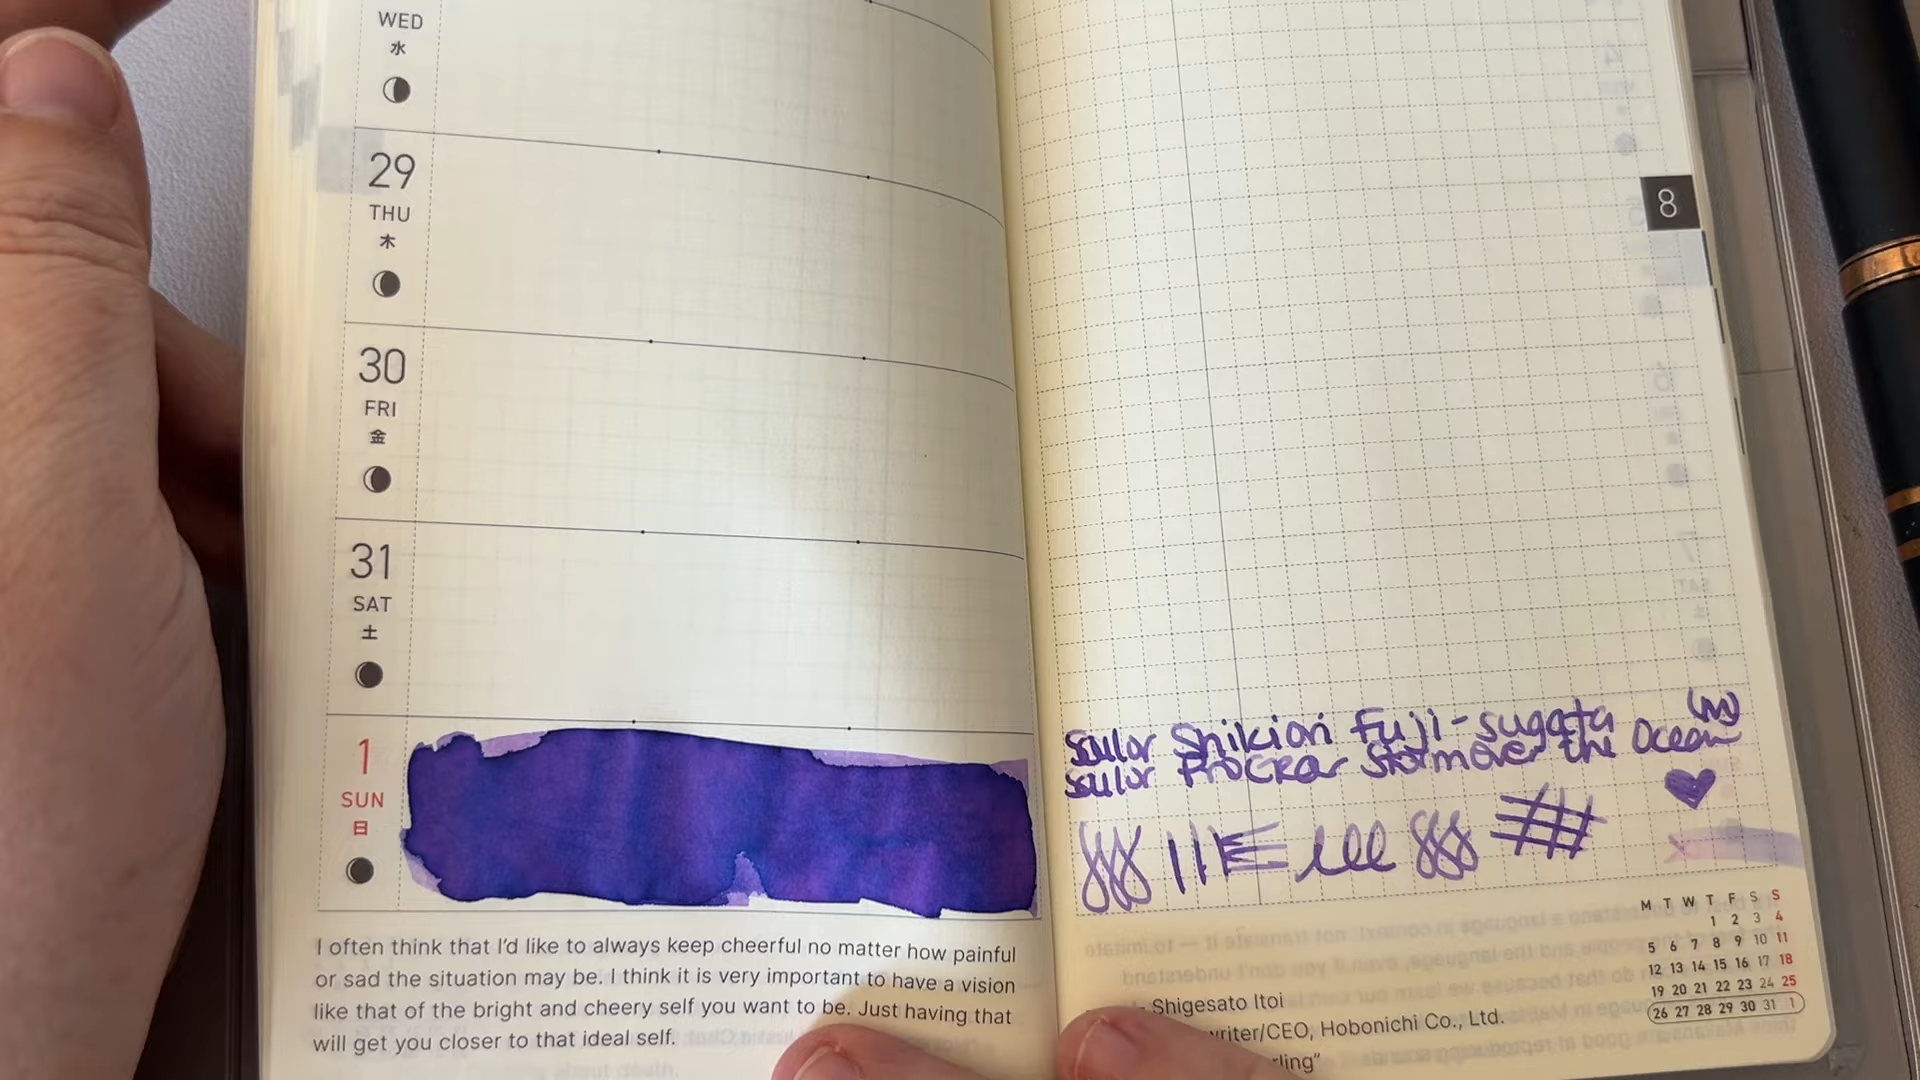 WED
水
29
THU
木
30
FRI
金
31
SAT
土
1
SUN
日
I often think that I'd like to always keep cheerful no matter how painful
or sad the situation may be. I think it is very important to have a vision
like that of the bright and cheery self you want to be. Just having that
will get you closer to that ideal self.
8
Sailor Shikiori Fuji-sugata (M)
Sailor Storm over the Ocean
M T W T F S S
1 2 3 4
5 6 7 8 9 10 11
12 13 14 15 16 17 18
19 20 21 22 23 24 25
26 27 28 29 30 31 1
Shigesato Itoi
writer/CEO, Hobonichi Co., Ltd.